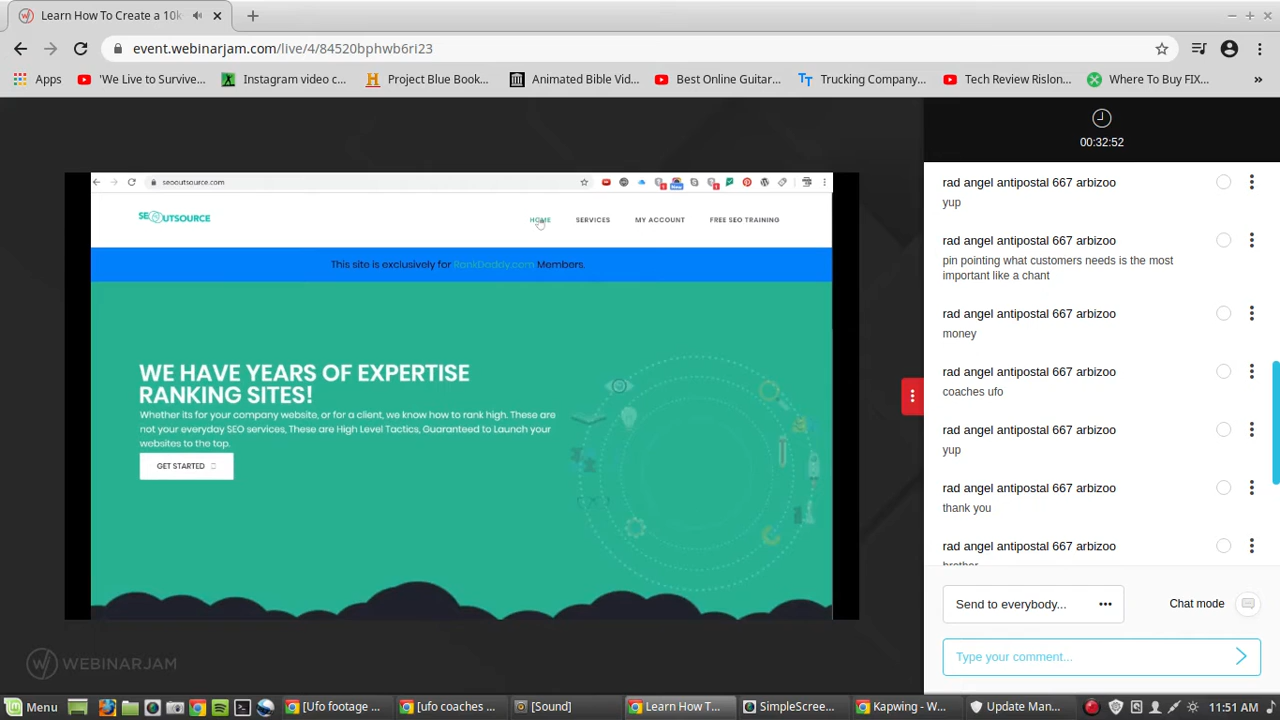 Learn How To Create a 10k
event.webinarjam.com/live/4/84520bphwb6ri23
Apps
'We Live to Survive...
Instagram video c...
Project Blue Book...
Animated Bible Vid...
Best Online Guitar...
Trucking Company...
Tech Review Rislon...
Where To Buy FIX...
»
00:32:52
seooutsource.com
SEOUTSOURCE
HOME
SERVICES
MY ACCOUNT
FREE SEO TRAINING
This site is exclusively for RankDaddy.com Members.
WE HAVE YEARS OF EXPERTISE
RANKING SITES!
Whether its for your company website, or for a client, we know how to rank high. These are
not your everyday SEO services, These are High Level Tactics, Guaranteed to Launch your
websites to the top.
GET STARTED
WEBINARJAM
rad angel antipostal 667 arbizoo
yup
rad angel antipostal 667 arbizoo
pin pointing what customers needs is the most
important like a chant
rad angel antipostal 667 arbizoo
money
rad angel antipostal 667 arbizoo
coaches ufo
rad angel antipostal 667 arbizoo
yup
rad angel antipostal 667 arbizoo
thank you
rad angel antipostal 667 arbizoo
brother
Send to everybody...
Chat mode
Type your comment...
Menu
[Ufo footage ...
[ufo coaches ...
[Sound]
Learn How T...
SimpleScree...
Kapwing - W...
Update Man...
11:51 AM